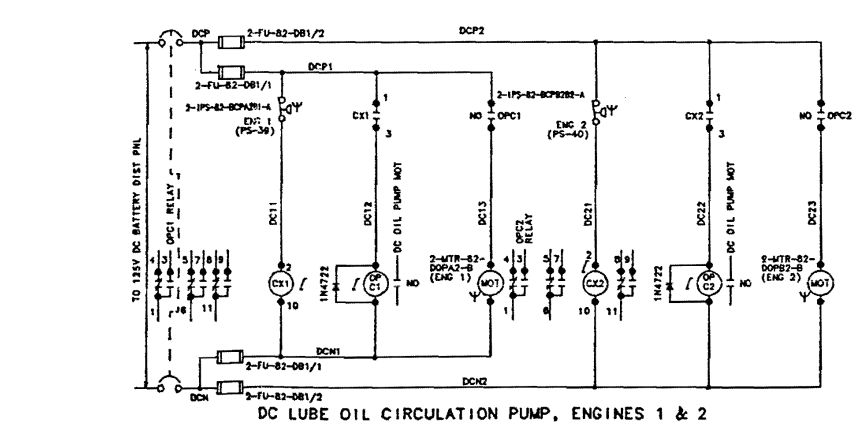 DCP
2-FU-82-DB1/2
DCP2
DCP1
2-FU-82-DB1/1
2-IPS-82-BCPA2B1-A
ENG 1
(PS-39)
1
CX1
3
NO
OPC1
2-IPS-82-BCPB2B2-A
ENG 2
(PS-40)
1
CX2
3
NO
OPC2
TO 125V DC BATTERY DIST PNL
OPC1 RELAY
DC11
DC12
DC OIL PUMP MOT
DC13
OPC2
RELAY
DC21
DC22
DC OIL PUMP MOT
DC23
4 3
5 7 8 9
1
11
2
CX1
10
1N4722
OP
C1
NO
2-MTR-82-
DOPA2-B
(ENG 1)
MOT
4 3
1
5 7
6
2
CX2
10
8 9
11
1N4722
OP
C2
NO
2-MTR-82-
DOPB2-B
(ENG 2)
MOT
DCN1
2-FU-82-DB1/1
DCN
DCN2
2-FU-82-DB1/2
DC LUBE OIL CIRCULATION PUMP, ENGINES 1 & 2